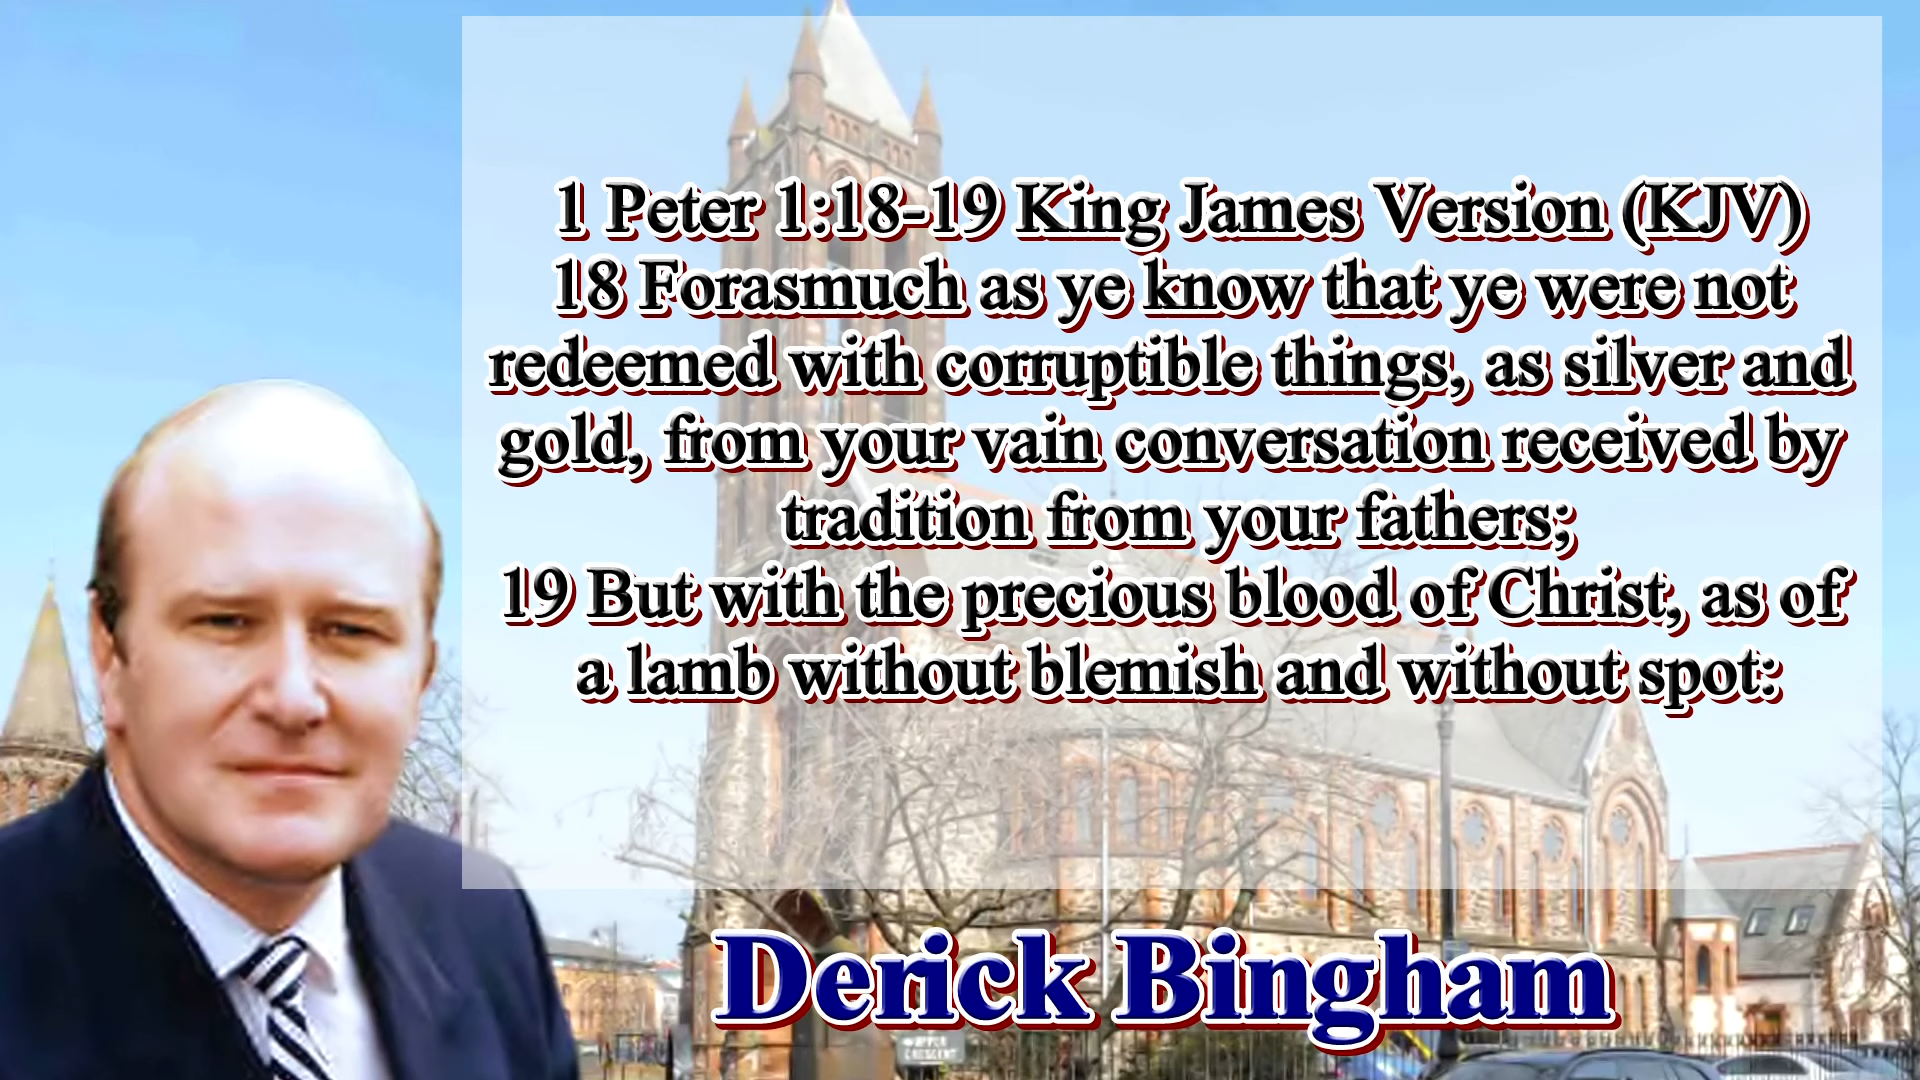 1 Peter 1:18-19 King James Version (KJV)
18 Forasmuch as ye know that ye were not
redeemed with corruptible things, as silver and
gold, from your vain conversation received by
tradition from your fathers;
19 But with the precious blood of Christ, as of
a lamb without blemish and without spot:
Derick Bingham
UPPER
CRESCENT